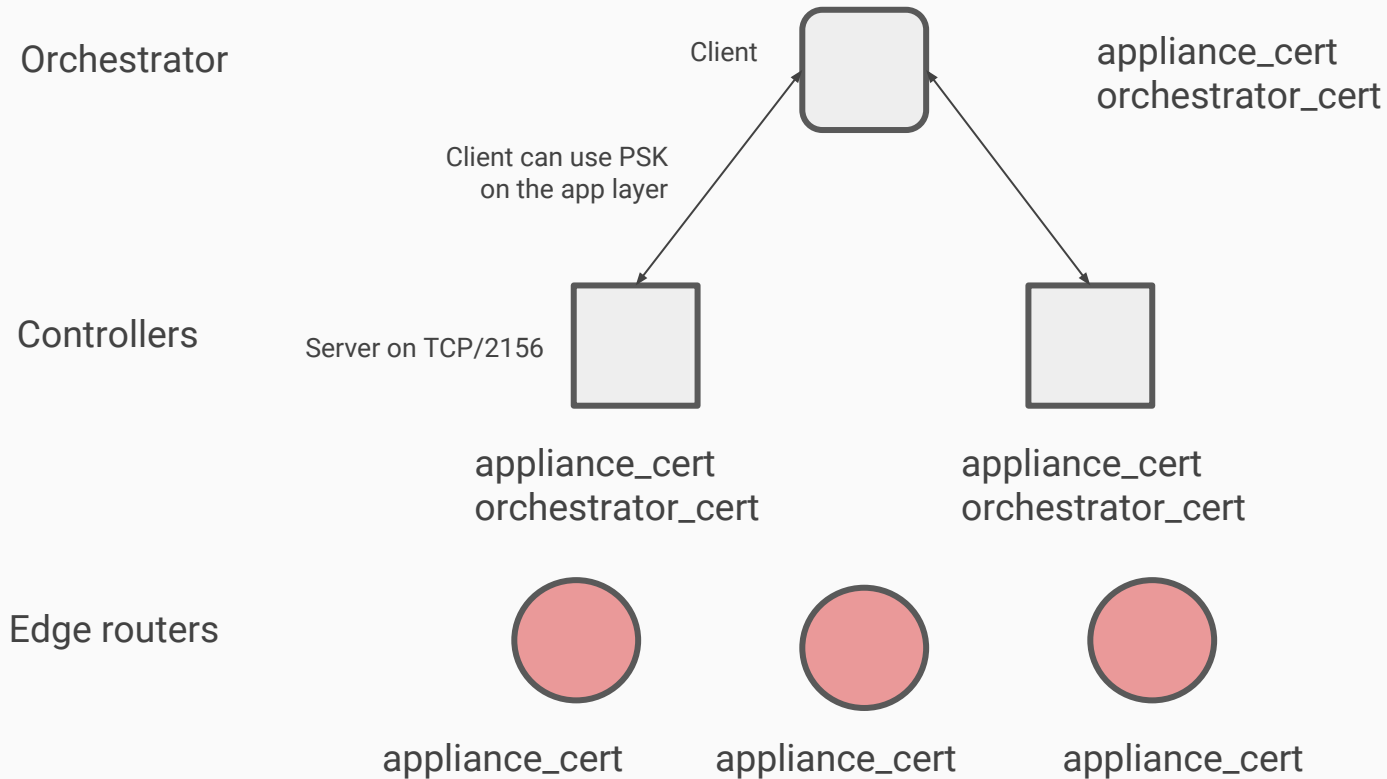 Orchestrator
Client
appliance_cert
orchestrator_cert
Client can use PSK
on the app layer
Controllers
Server on TCP/2156
appliance_cert
orchestrator_cert
appliance_cert
orchestrator_cert
Edge routers
appliance_cert
appliance_cert
appliance_cert